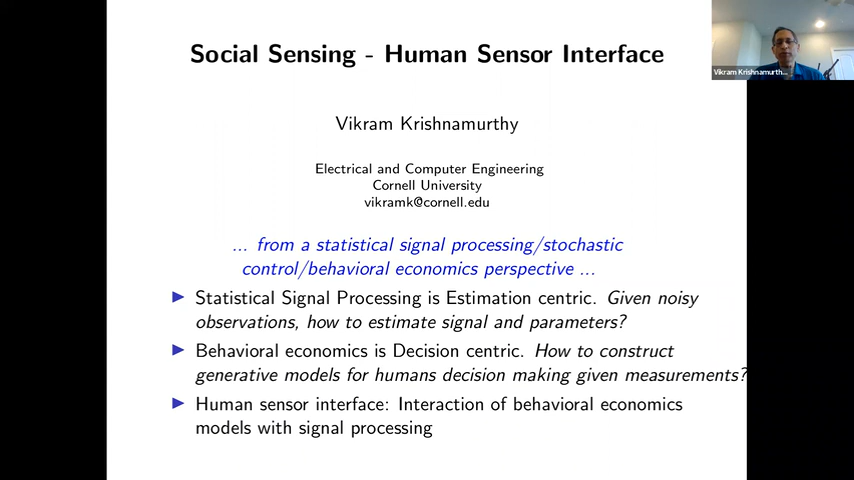 Social Sensing - Human Sensor Interface
Vikram Krishnamurth...
Vikram Krishnamurthy
Electrical and Computer Engineering
Cornell University
vikramk@cornell.edu
... from a statistical signal processing/stochastic
control/behavioral economics perspective ...
Statistical Signal Processing is Estimation centric. Given noisy
observations, how to estimate signal and parameters?
Behavioral economics is Decision centric. How to construct
generative models for humans decision making given measurements?
Human sensor interface: Interaction of behavioral economics
models with signal processing